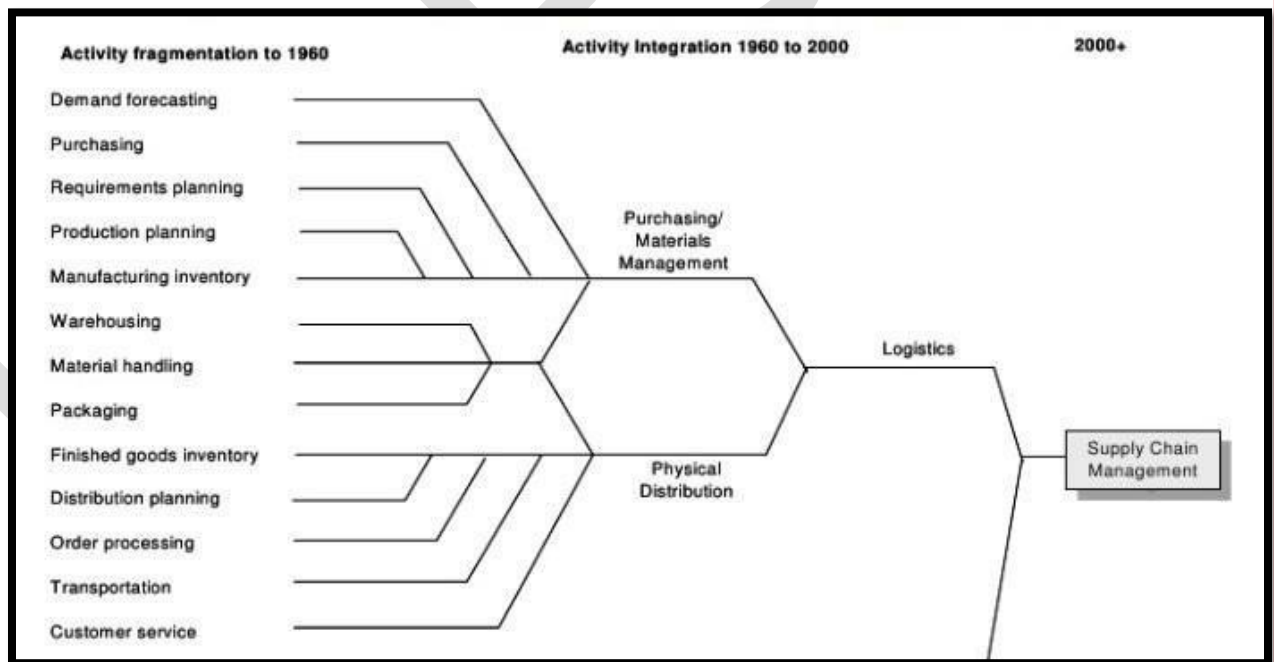 Activity fragmentation to 1960
Activity Integration 1960 to 2000
2000+
Demand forecasting
Purchasing
Requirements planning
Production planning
Manufacturing inventory
Warehousing
Material handling
Packaging
Finished goods inventory
Distribution planning
Order processing
Transportation
Customer service
Purchasing/
Materials
Management
Physical
Distribution
Logistics
Supply Chain
Management